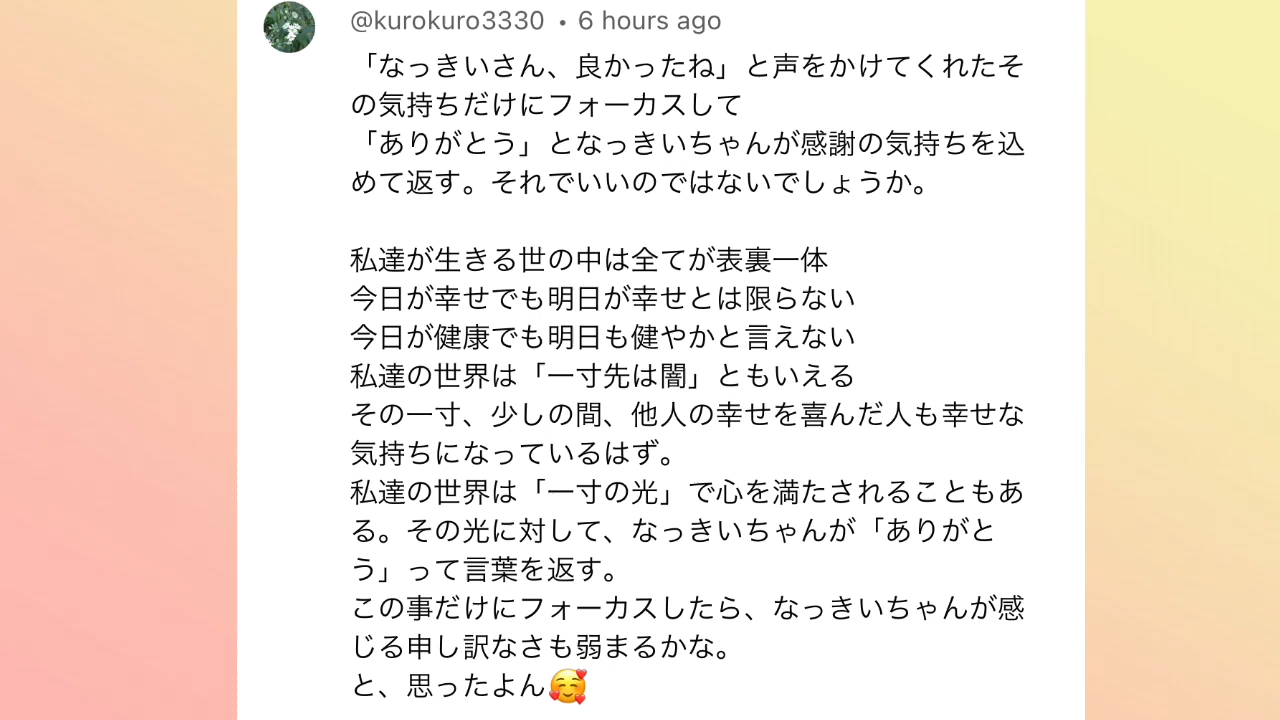 @kurokuro3330 • 6 hours ago
「なっきいさん、良かったね」と声をかけてくれたそ
の気持ちだけにフォーカスして
「ありがとう」となっきいちゃんが感謝の気持ちを込
めて返す。それでいいのではないでしょうか。
私達が生きる世の中は全てが表裏一体
今日が幸せでも明日が幸せとは限らない
今日が健康でも明日も健やかと言えない
私達の世界は「一寸先は闇」ともいえる
その一寸、少しの間、他人の幸せを喜んだ人も幸せな
気持ちになっているはず。
私達の世界は「一寸の光」で心を満たされることもあ
る。その光に対して、なっきいちゃんが「ありがと
う」って言葉を返す。
この事だけにフォーカスしたら、なっきいちゃんが感
じる申し訳なさも弱まるかな。
と、思ったよん🥰